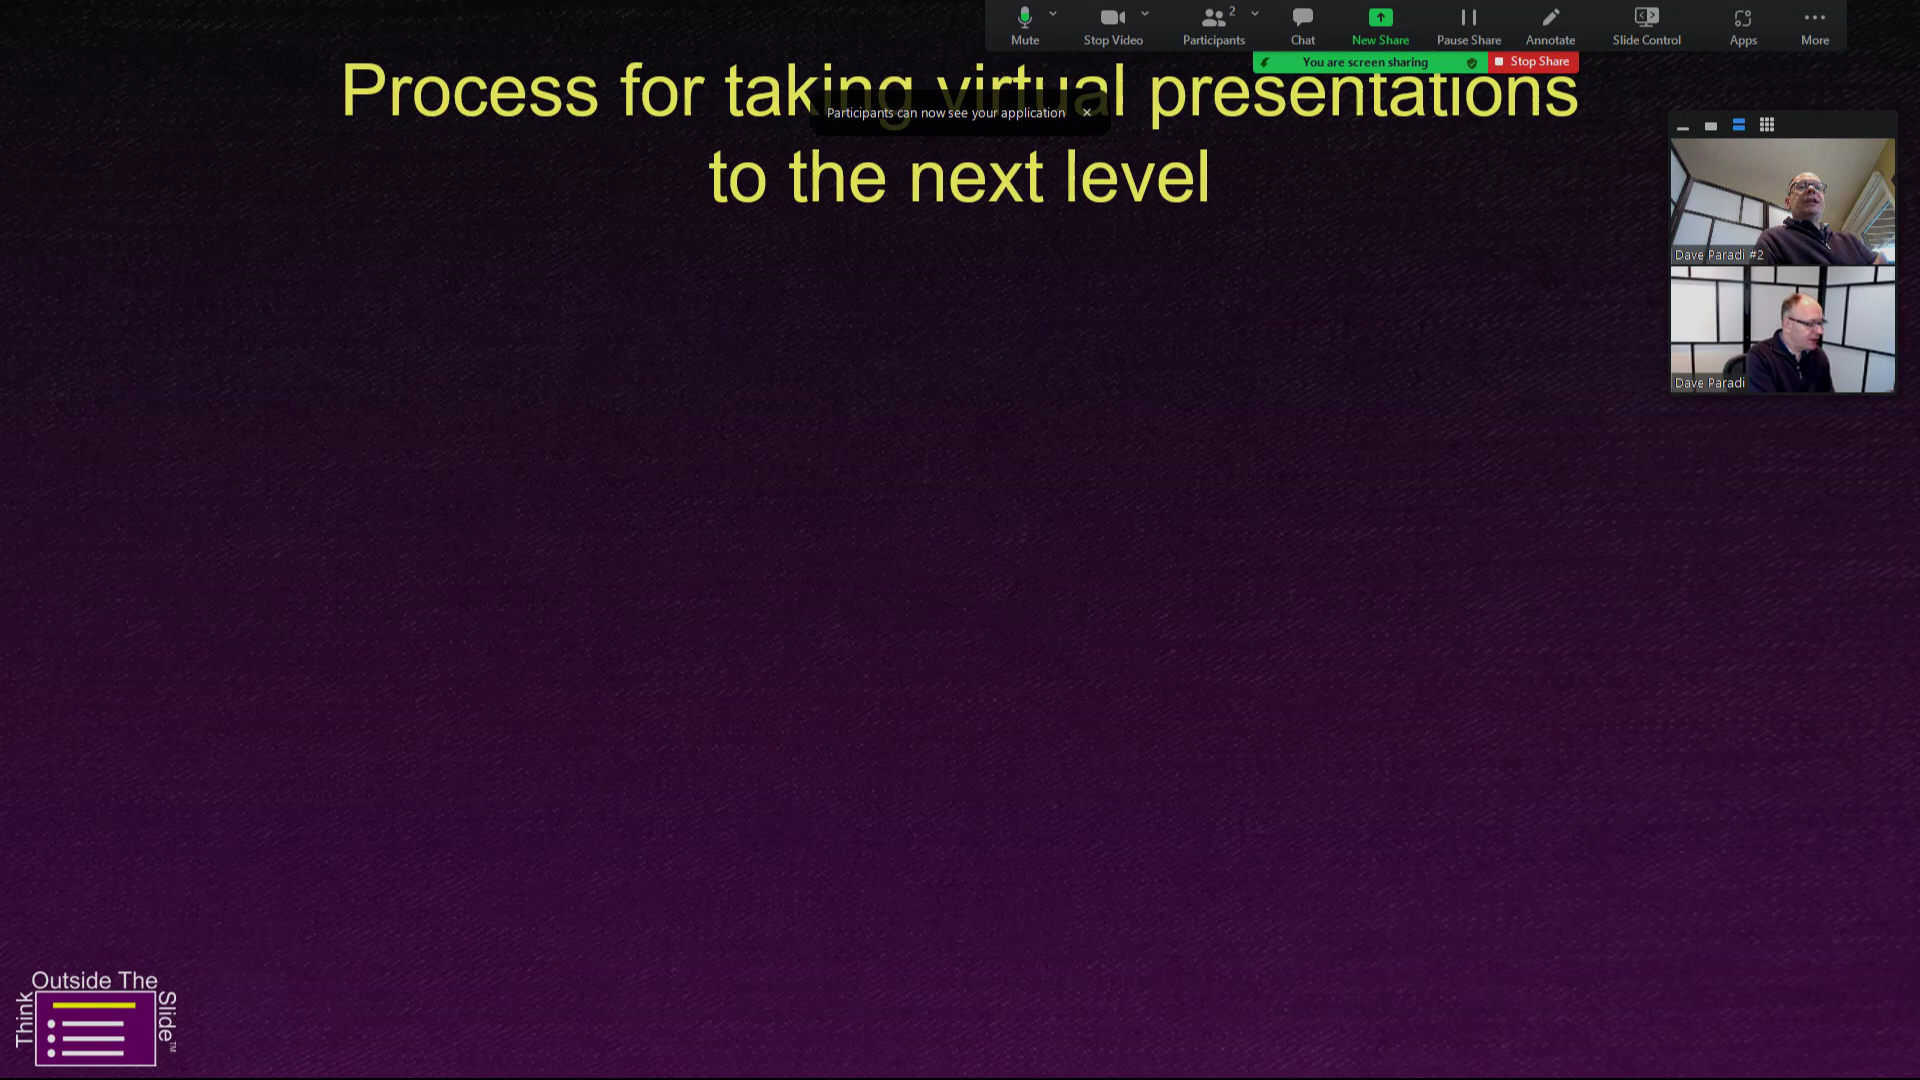 Mute
Stop Video
Participants
2
Chat
New Share
Pause Share
Annotate
Slide Control
Apps
More
You are screen sharing
Stop Share
Process for taking virtual presentations
to the next level
Participants can now see your application
Dave Paradi #2
Dave Paradi
Think
Outside The
Slide™